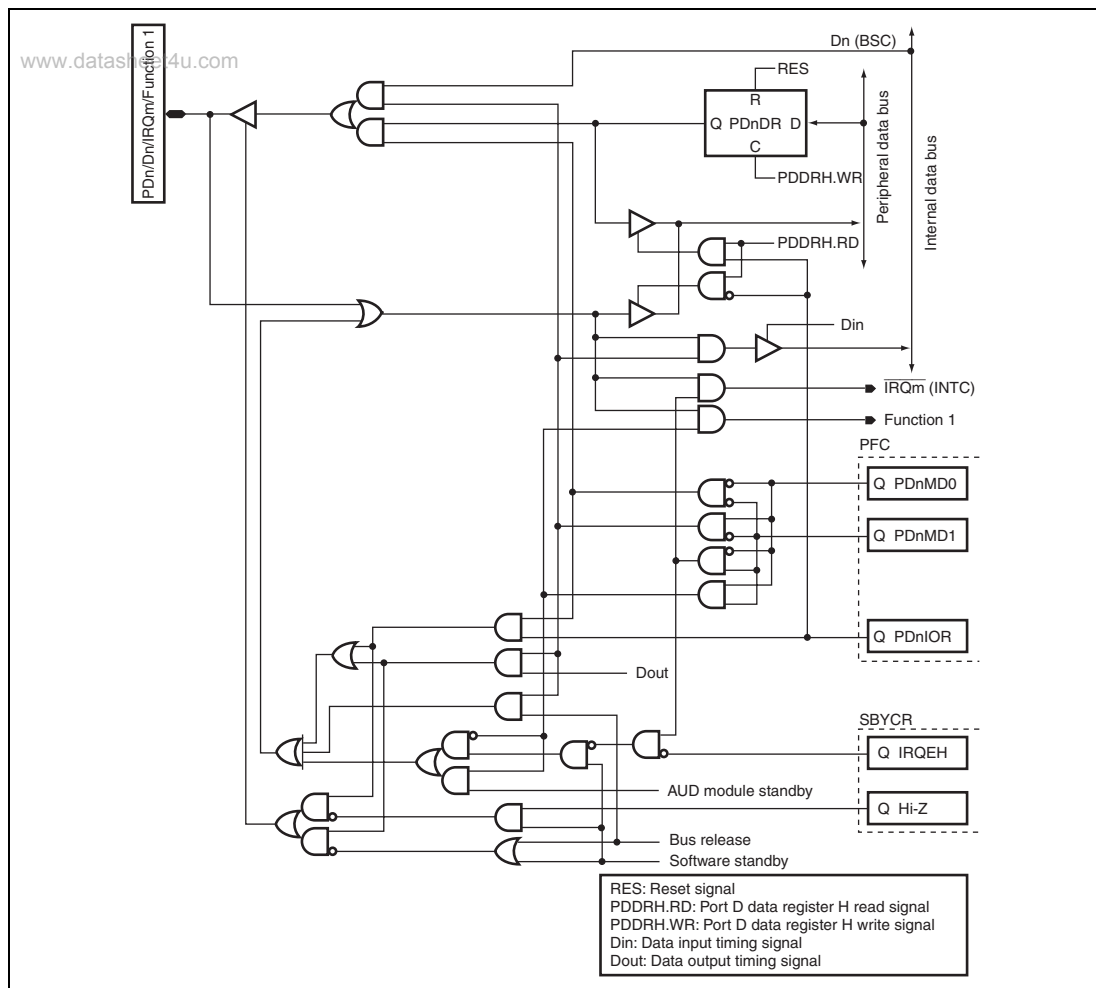 www.datasheet4u.com
PDn/Dn/IRQm/Function 1
Dn (BSC)
RES
R
Q PDnDR D
C
PDDRH.WR
Peripheral data bus
Internal data bus
PDDRH.RD
Din
IRQm (INTC)
Function 1
PFC
Q PDnMD0
Q PDnMD1
Q PDnIOR
Dout
SBYCR
Q IRQEH
AUD module standby
Q Hi-Z
Bus release
Software standby
RES: Reset signal
PDDRH.RD: Port D data register H read signal
PDDRH.WR: Port D data register H write signal
Din: Data input timing signal
Dout: Data output timing signal